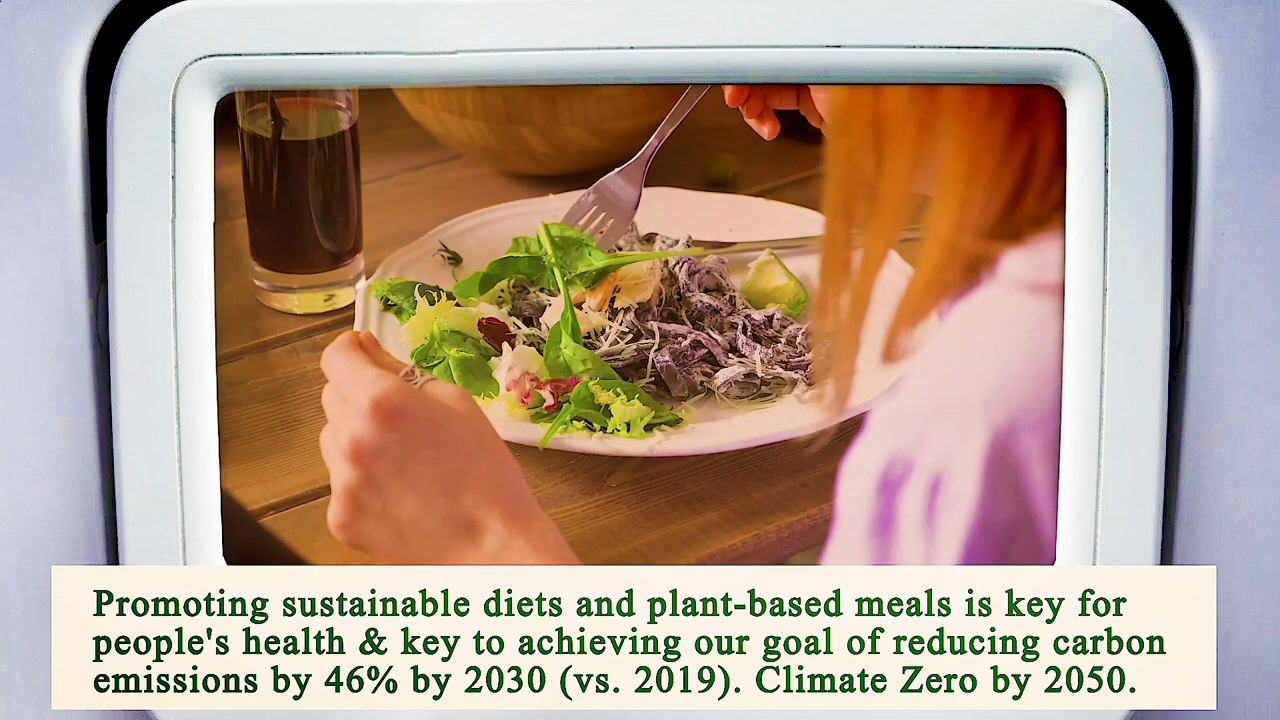 Promoting sustainable diets and plant-based meals is key for
people's health & key to achieving our goal of reducing carbon
emissions by 46% by 2030 (vs. 2019). Climate Zero by 2050.